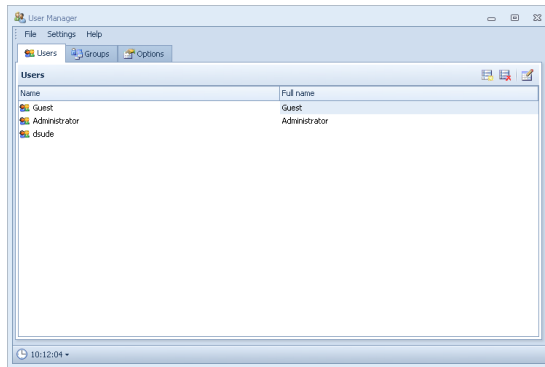 User Manager
File Settings Help
Users Groups Options
Users
Name Full name
Guest Guest
Administrator Administrator
dsude
10:12:04